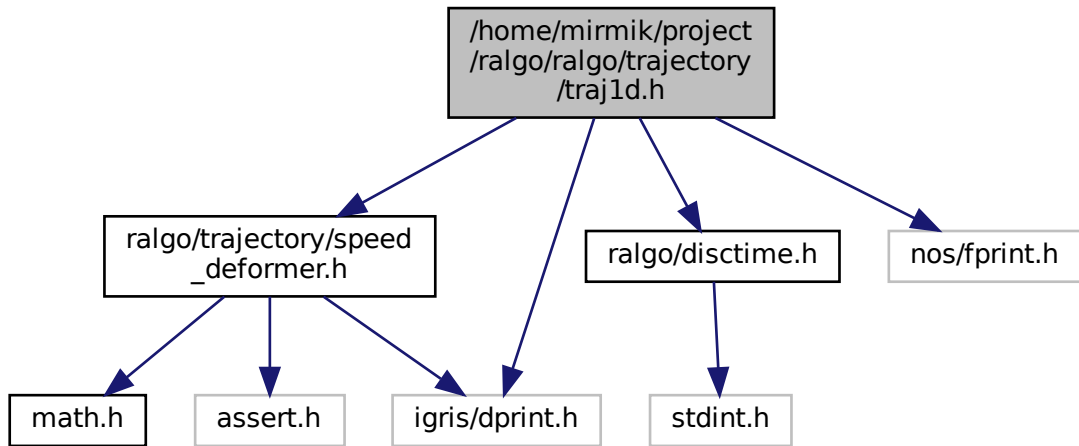 /home/mirmik/project
/ralgo/ralgo/trajectory
/traj1d.h
ralgo/trajectory/speed
_deformer.h
ralgo/disctime.h
nos/fprint.h
math.h
assert.h
igris/dprint.h
stdint.h